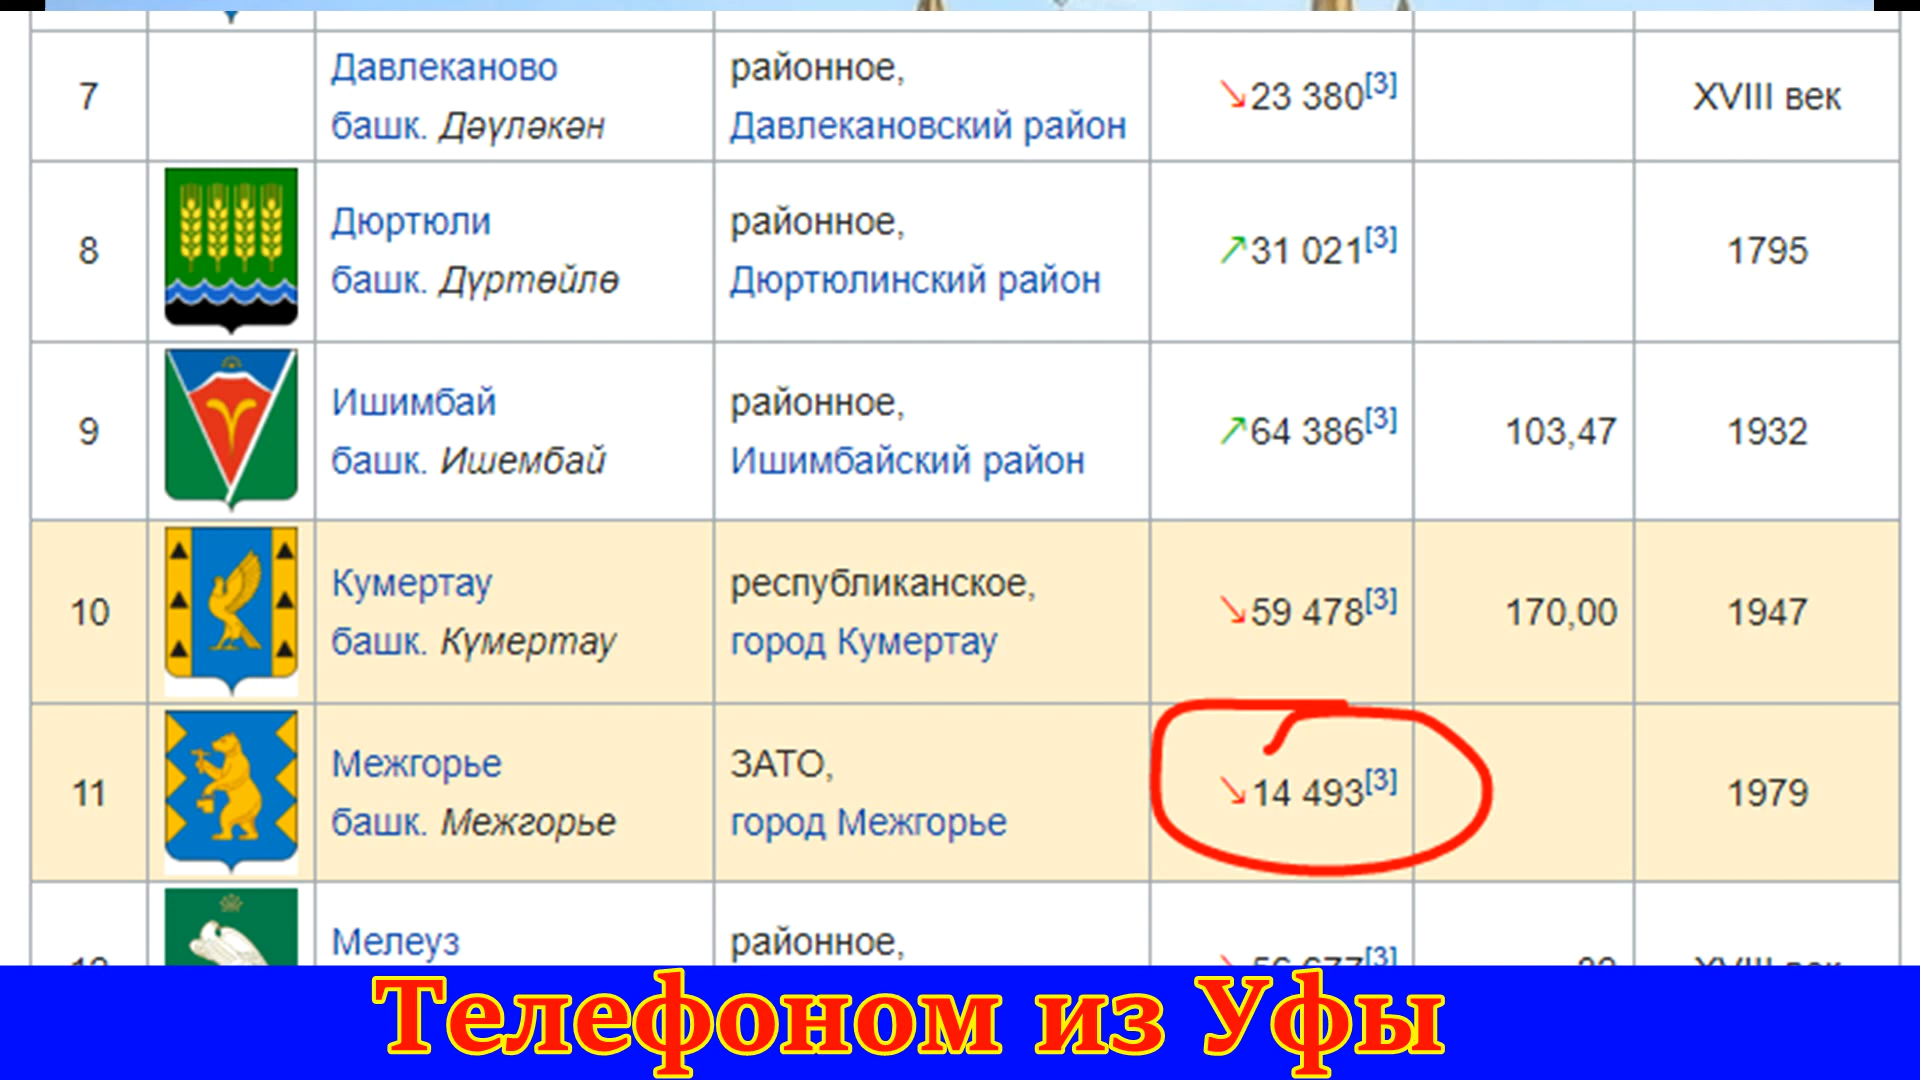 7
Давлеканово
башк. Дәүләкән
районное,
Давлекановский район
↘23 380[3]
XVIII век
8
Дюртюли
башк. Дүртөйлө
районное,
Дюртюлинский район
↗31 021[3]
1795
9
Ишимбай
башк. Ишембай
районное,
Ишимбайский район
↗64 386[3]
103,47
1932
10
Кумертау
башк. Күмертау
республиканское,
город Кумертау
↘59 478[3]
170,00
1947
11
Межгорье
башк. Межгорье
ЗАТО,
город Межгорье
↘14 493[3]
1979
Мелеуз
районное,
[3]
XVIII век
Телефоном из Уфы